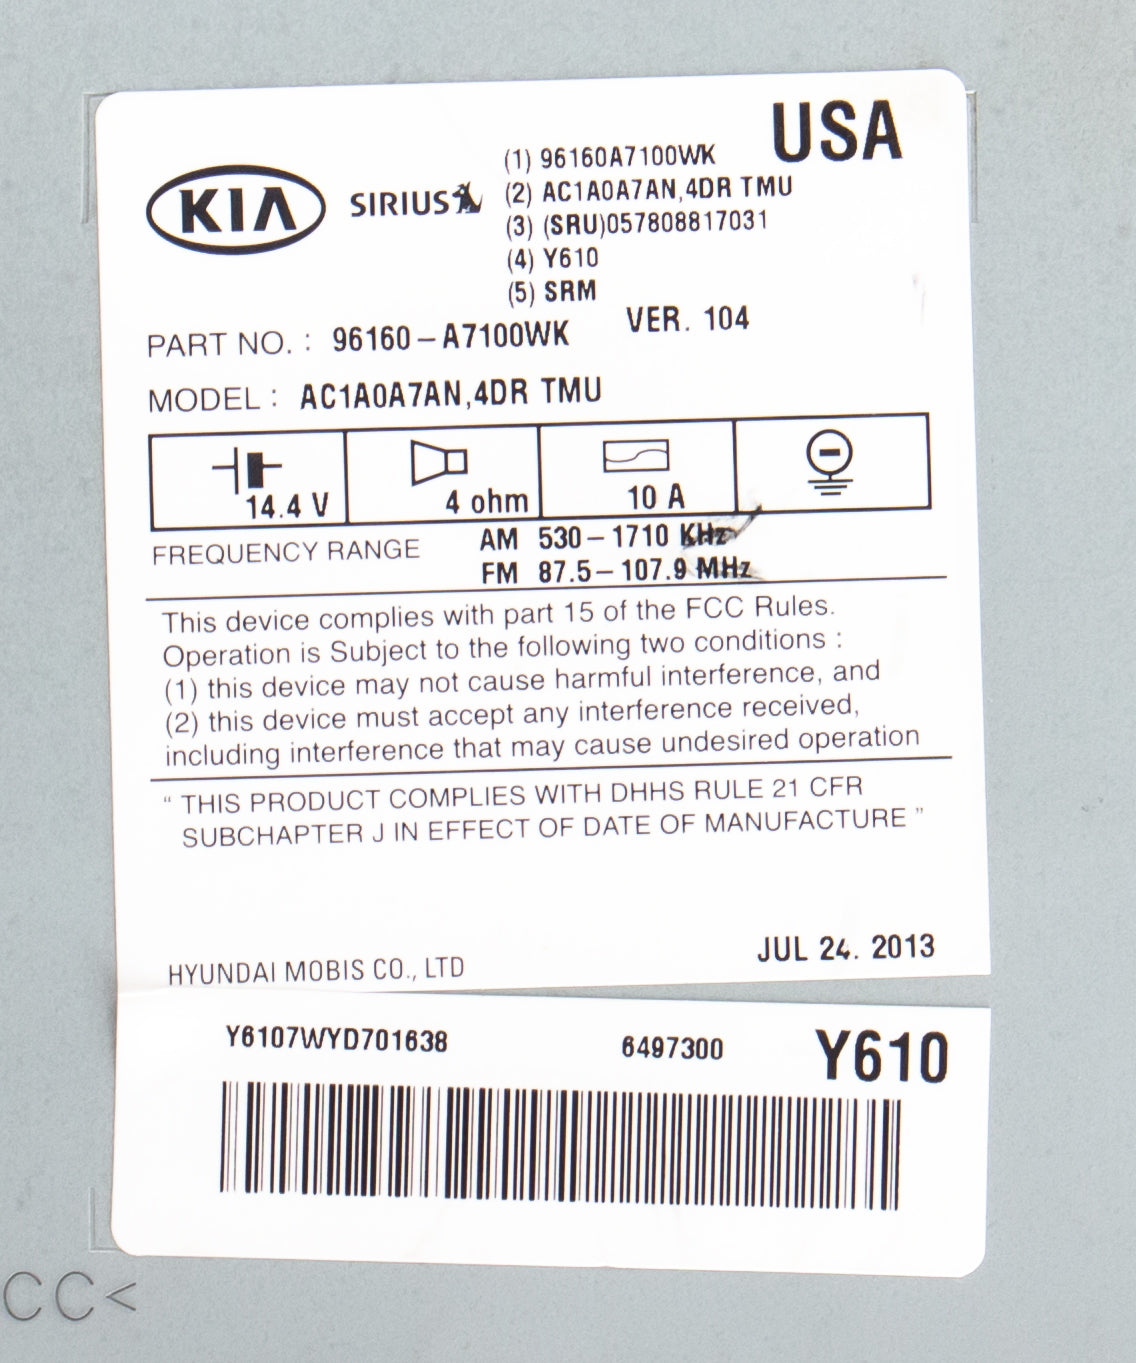 USA
KIA
SIRIUS
(1) 96160A7100WK
(2) AC1A0A7AN,4DR TMU
(3) (SRU)057808817031
(4) Y610
(5) SRM
PART NO. : 96160-A7100WK VER. 104
MODEL : AC1A0A7AN,4DR TMU
14.4 V 4 ohm 10 A
FREQUENCY RANGE AM 530-1710 KHz
FM 87.5-107.9 MHz
This device complies with part 15 of the FCC Rules.
Operation is Subject to the following two conditions :
(1) this device may not cause harmful interference, and
(2) this device must accept any interference received,
including interference that may cause undesired operation
" THIS PRODUCT COMPLIES WITH DHHS RULE 21 CFR
SUBCHAPTER J IN EFFECT OF DATE OF MANUFACTURE "
JUL 24. 2013
HYUNDAI MOBIS CO., LTD
Y6107WYD701638 6497300 Y610
CC<